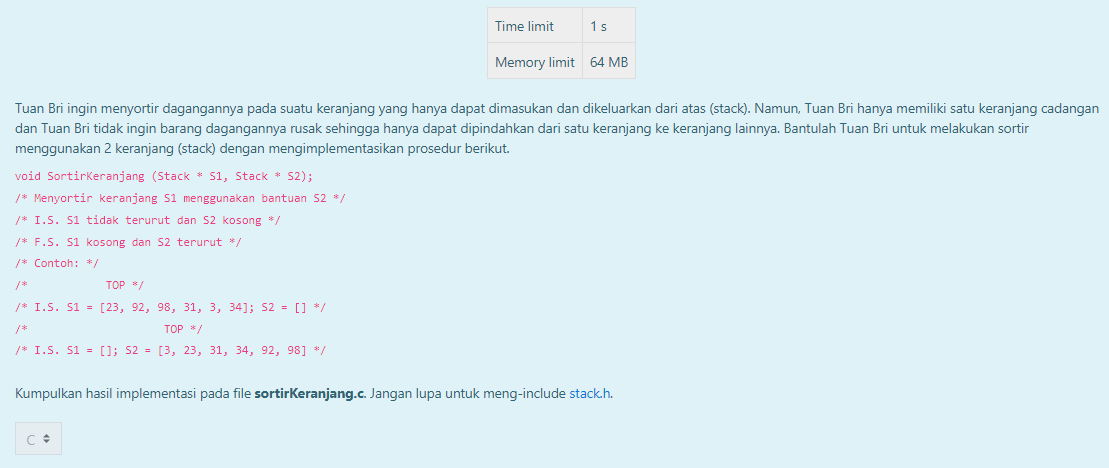 Time limit 1 s
Memory limit 64 MB
Tuan Bri ingin menyortir dagangannya pada suatu keranjang yang hanya dapat dimasukan dan dikeluarkan dari atas (stack). Namun, Tuan Bri hanya memiliki satu keranjang cadangan
dan Tuan Bri tidak ingin barang dagangannya rusak sehingga hanya dapat dipindahkan dari satu keranjang ke keranjang lainnya. Bantulah Tuan Bri untuk melakukan sortir
menggunakan 2 keranjang (stack) dengan mengimplementasikan prosedur berikut.
void SortirKeranjang (Stack * S1, Stack * S2);
/* Menyortir keranjang S1 menggunakan bantuan S2 */
/* I.S. S1 tidak terurut dan S2 kosong */
/* F.S. S1 kosong dan S2 terurut */
/* Contoh: */
/*            TOP */
/* I.S. S1 = [23, 92, 98, 31, 3, 34]; S2 = [] */
/*                     TOP */
/* I.S. S1 = []; S2 = [3, 23, 31, 34, 92, 98] */
Kumpulkan hasil implementasi pada file sortirKeranjang.c. Jangan lupa untuk meng-include stack.h.
C